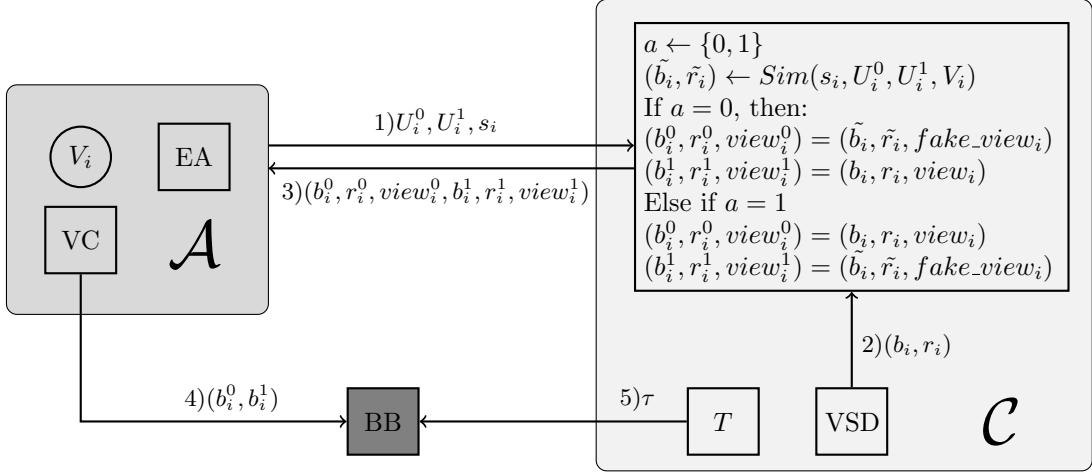 a ← {0, 1}
(b̃_i, r̃_i) ← Sim(s_i, U_i^0, U_i^1, V_i)
If a = 0, then:
(b_i^0, r_i^0, view_i^0) = (b̃_i, r̃_i, fake_view_i)
(b_i^1, r_i^1, view_i^1) = (b_i, r_i, view_i)
Else if a = 1
(b_i^0, r_i^0, view_i^0) = (b_i, r_i, view_i)
(b_i^1, r_i^1, view_i^1) = (b̃_i, r̃_i, fake_view_i)
1)U_i^0, U_i^1, s_i
3)(b_i^0, r_i^0, view_i^0, b_i^1, r_i^1, view_i^1)
V_i
EA
VC
𝒜
2)(b_i, r_i)
4)(b_i^0, b_i^1)
BB
5)τ
T
VSD
𝒞